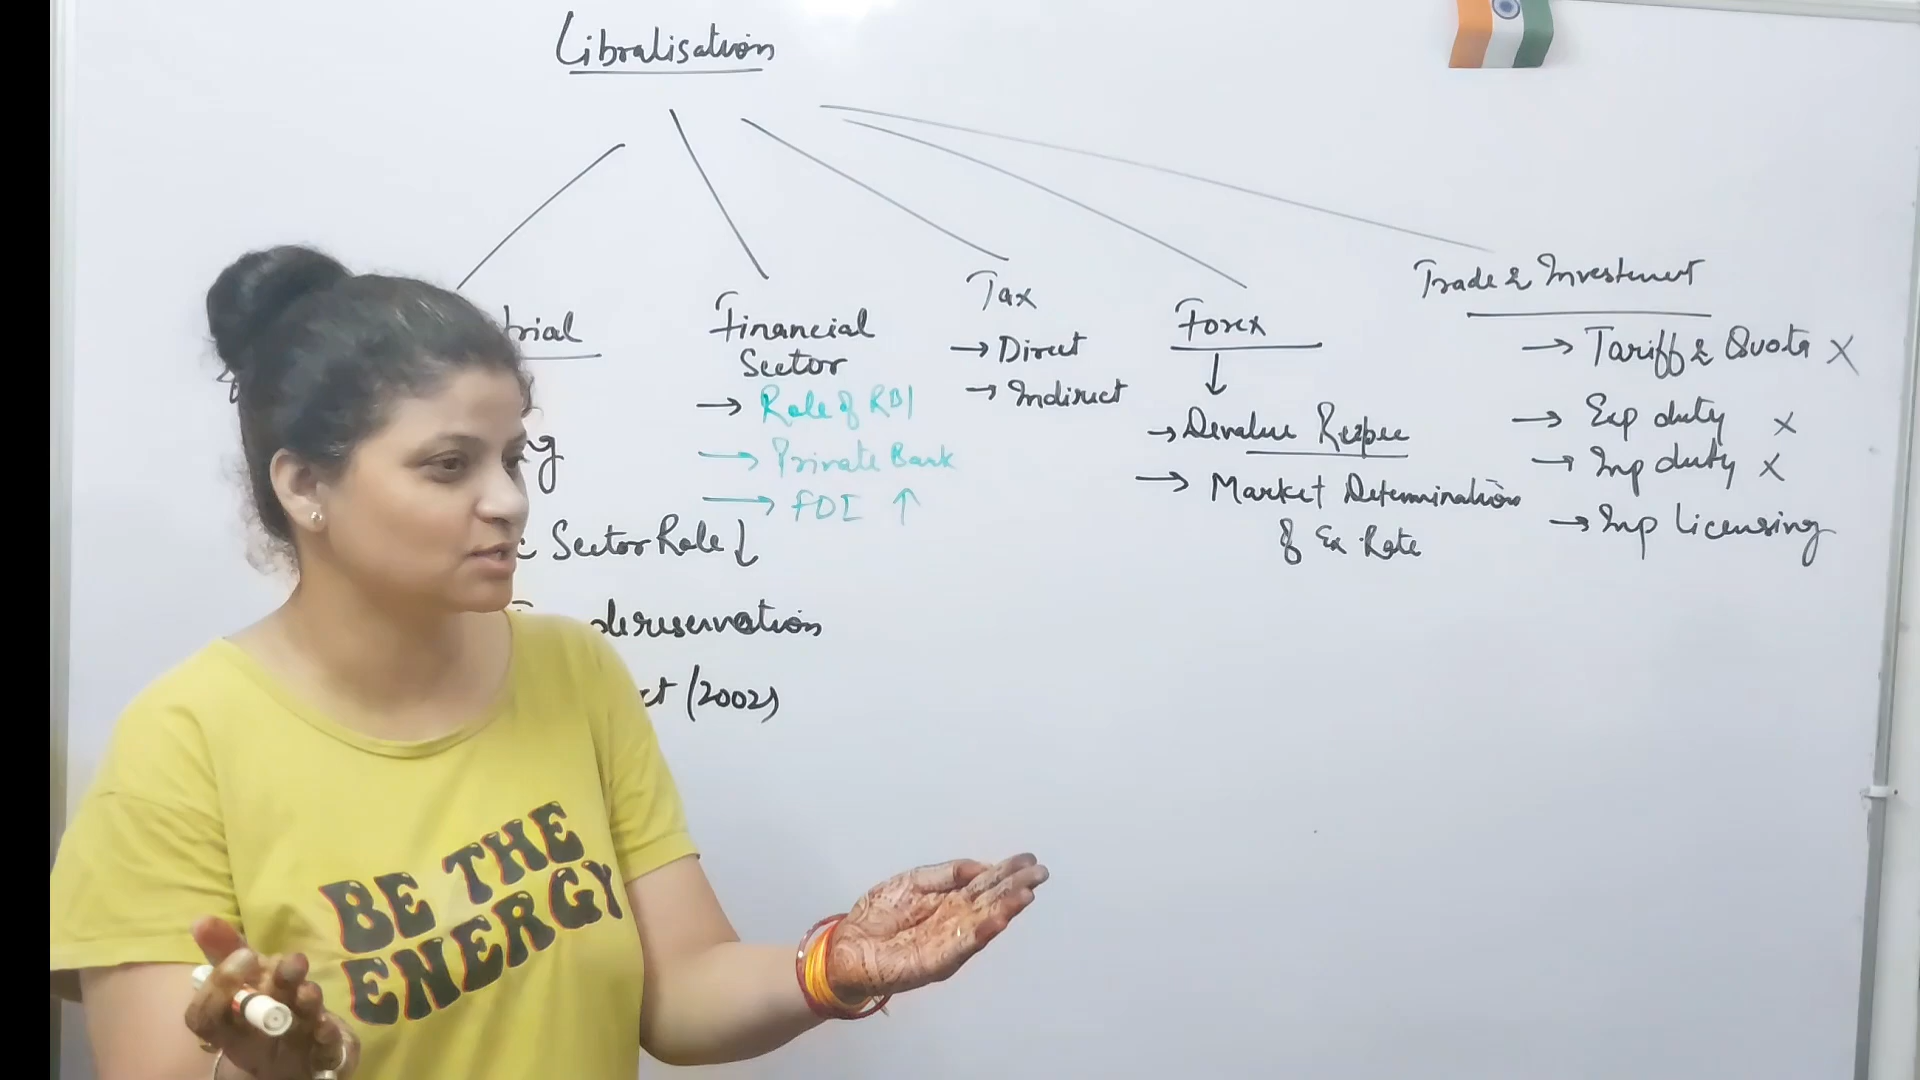 Libralisation
Financial
Sector
→ Role of RBI
→ Private Bank
→ FDI ↑
Tax
→ Direct
→ Indirect
Forex
↓
→ Devalue Rupee
→ Market Determination
of Ex. Rate
Trade & Investment
→ Tariff & Quota X
→ Exp duty X
→ Imp duty X
→ Imp Licensing
Sector Role ↓
dereservation
(2002)
BE THE
ENERGY